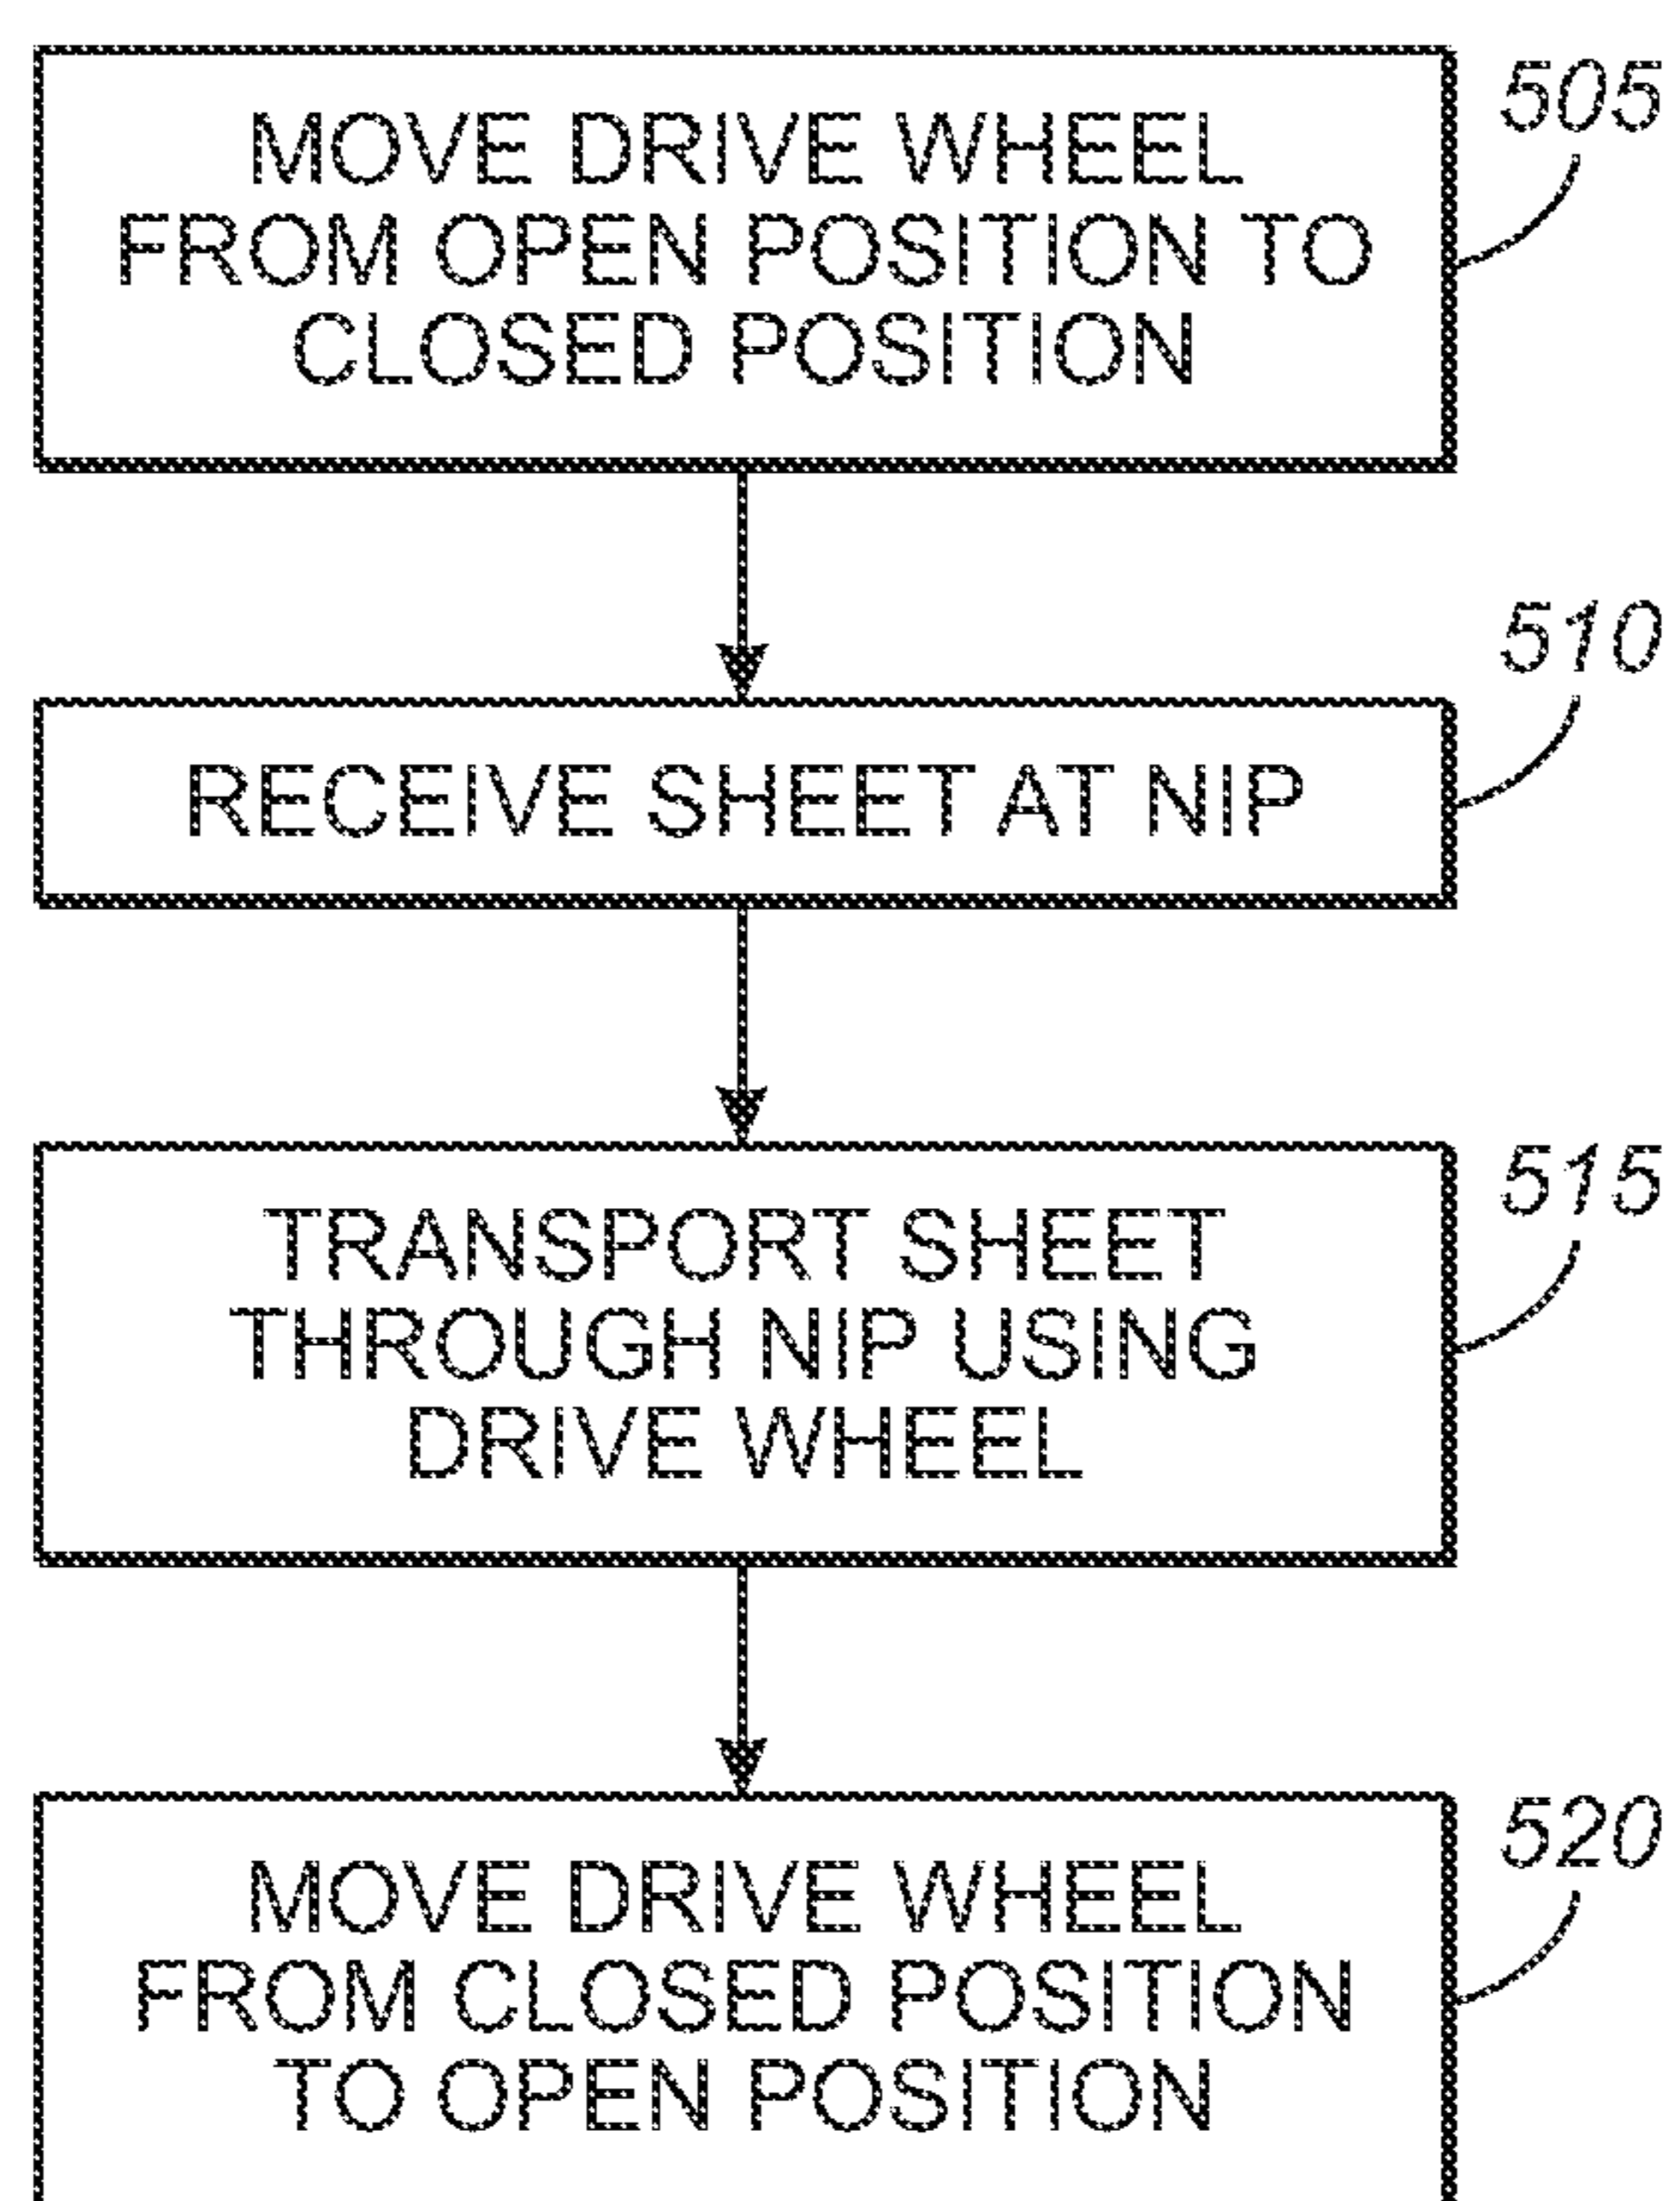 MOVE DRIVE WHEEL
FROM OPEN POSITION TO
CLOSED POSITION
505
RECEIVE SHEET AT NIP
510
TRANSPORT SHEET
THROUGH NIP USING
DRIVE WHEEL
515
MOVE DRIVE WHEEL
FROM CLOSED POSITION
TO OPEN POSITION
520